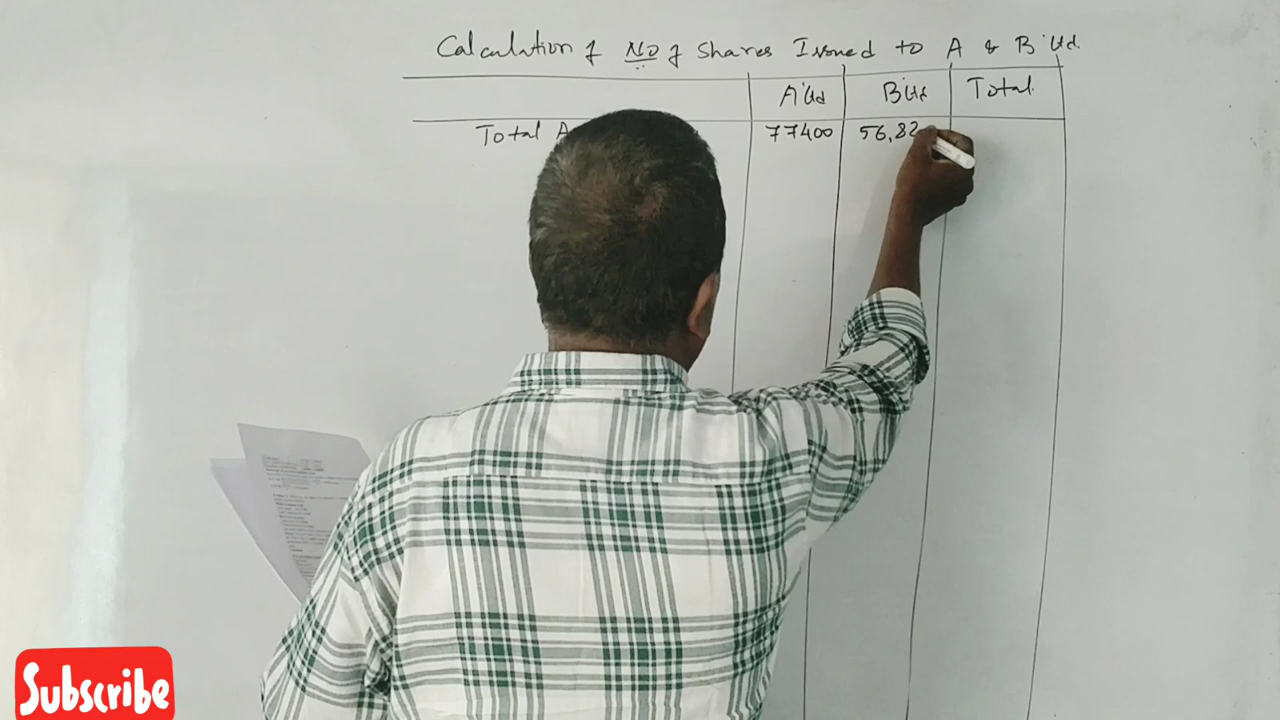 Calculation of No of Shares Issued to A & B Ltd.
A Ltd B Ltd Total
Total A 77400 56,82
Subscribe